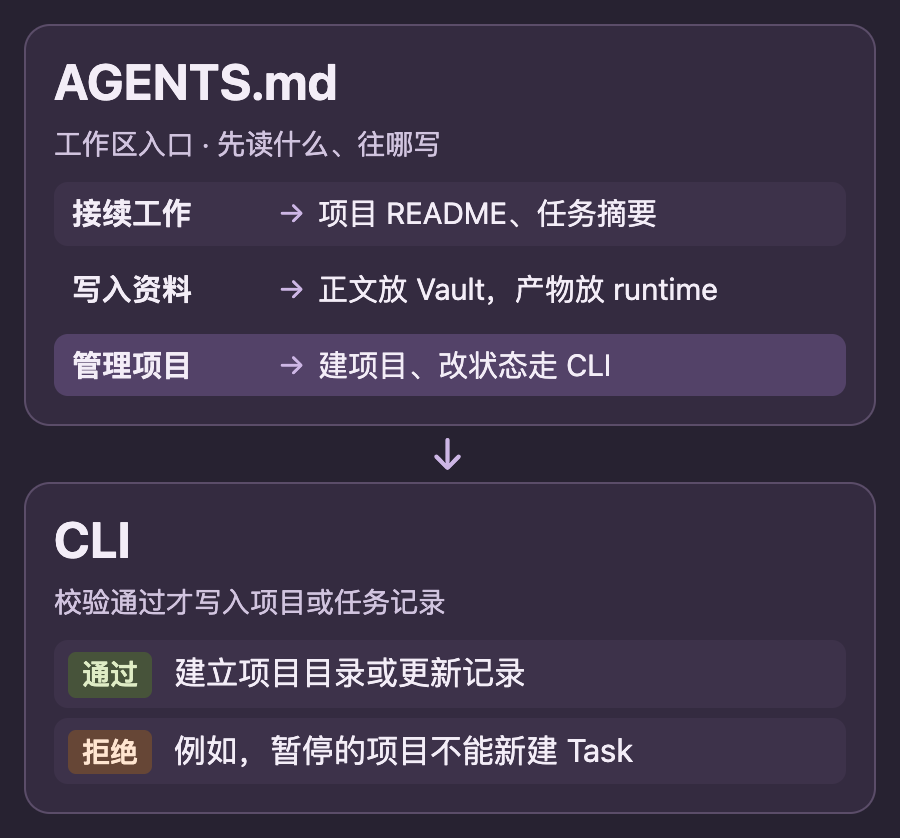 AGENTS.md
工作区入口 · 先读什么、往哪写
接续工作 → 项目 README、任务摘要
写入资料 → 正文放 Vault，产物放 runtime
管理项目 → 建项目、改状态走 CLI
↓
CLI
校验通过才写入项目或任务记录
通过 建立项目目录或更新记录
拒绝 例如，暂停的项目不能新建 Task